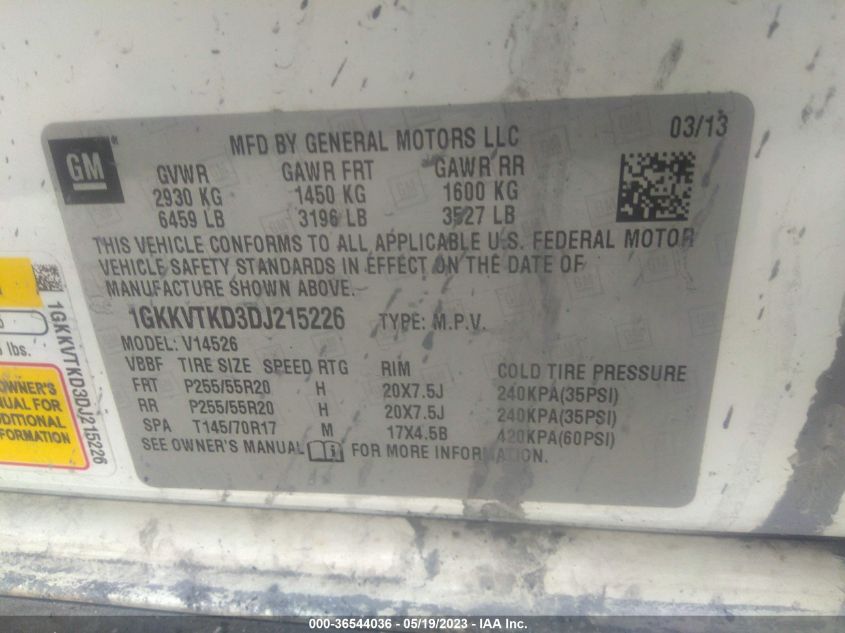 GM
MFD BY GENERAL MOTORS LLC
03/13
GVWR GAWR FRT GAWR RR
2930 KG 1450 KG 1600 KG
6459 LB 3196 LB 3527 LB
THIS VEHICLE CONFORMS TO ALL APPLICABLE U.S. FEDERAL MOTOR
VEHICLE SAFETY STANDARDS IN EFFECT ON THE DATE OF
MANUFACTURE SHOWN ABOVE.
1GKKVTKD3DJ215226 TYPE: M.P.V.
MODEL: V14526
VBBF TIRE SIZE SPEED RTG RIM COLD TIRE PRESSURE
FRT P255/55R20 H 20X7.5J 240KPA(35PSI)
RR P255/55R20 H 20X7.5J 240KPA(35PSI)
SPA T145/70R17 M 17X4.5B 420KPA(60PSI)
SEE OWNER'S MANUAL FOR MORE INFORMATION.
1GKKVTKD3DJ215226
lbs.
OWNER'S
FOR
INFORMATION
000-36544036 - 05/19/2023 - IAA Inc.